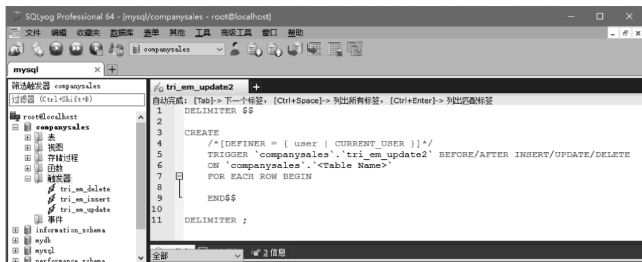 SQLyog Professional 64 - [mysql/companysales - root@localhost]
文件 编辑 收藏夹 数据库 表单 其他 工具 高级工具 窗口 帮助
companysales
mysql
筛选触发器 companysales
过滤器 (Ctrl+Shift+B)
root@localhost
companysales
表
视图
存储过程
函数
触发器
tri_em_delete
tri_em_insert
tri_em_update
事件
information_schema
mydb
mysql
performance_schema
tri_em_update2
自动完成: [Tab]-> 下一个标签, [Ctrl+Space]-> 列出所有标签, [Ctrl+Enter]-> 列出匹配标签
1 DELIMITER $$
2
3 CREATE
4 /*[DEFINER = { user | CURRENT_USER }]*/
5 TRIGGER `companysales`.`tri_em_update2` BEFORE/AFTER INSERT/UPDATE/DELETE
6 ON `companysales`.`<Table Name>`
7 FOR EACH ROW BEGIN
8
9 END$$
10
11 DELIMITER ;
全部
3 信息